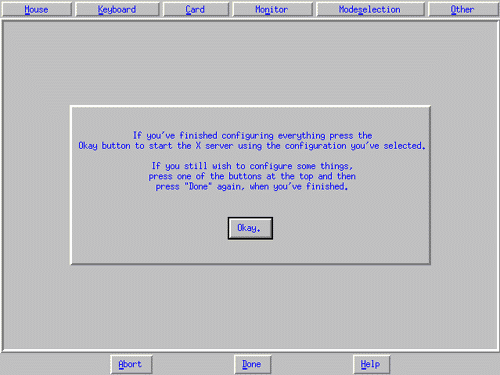 Mouse Keyboard Card Monitor Modeselection Other
If you've finished configuring everything press the
Okay button to start the X server using the configuration you've selected.
If you still wish to configure some things,
press one of the buttons at the top and then
press "Done" again, when you've finished.
Okay.
Abort Done Help